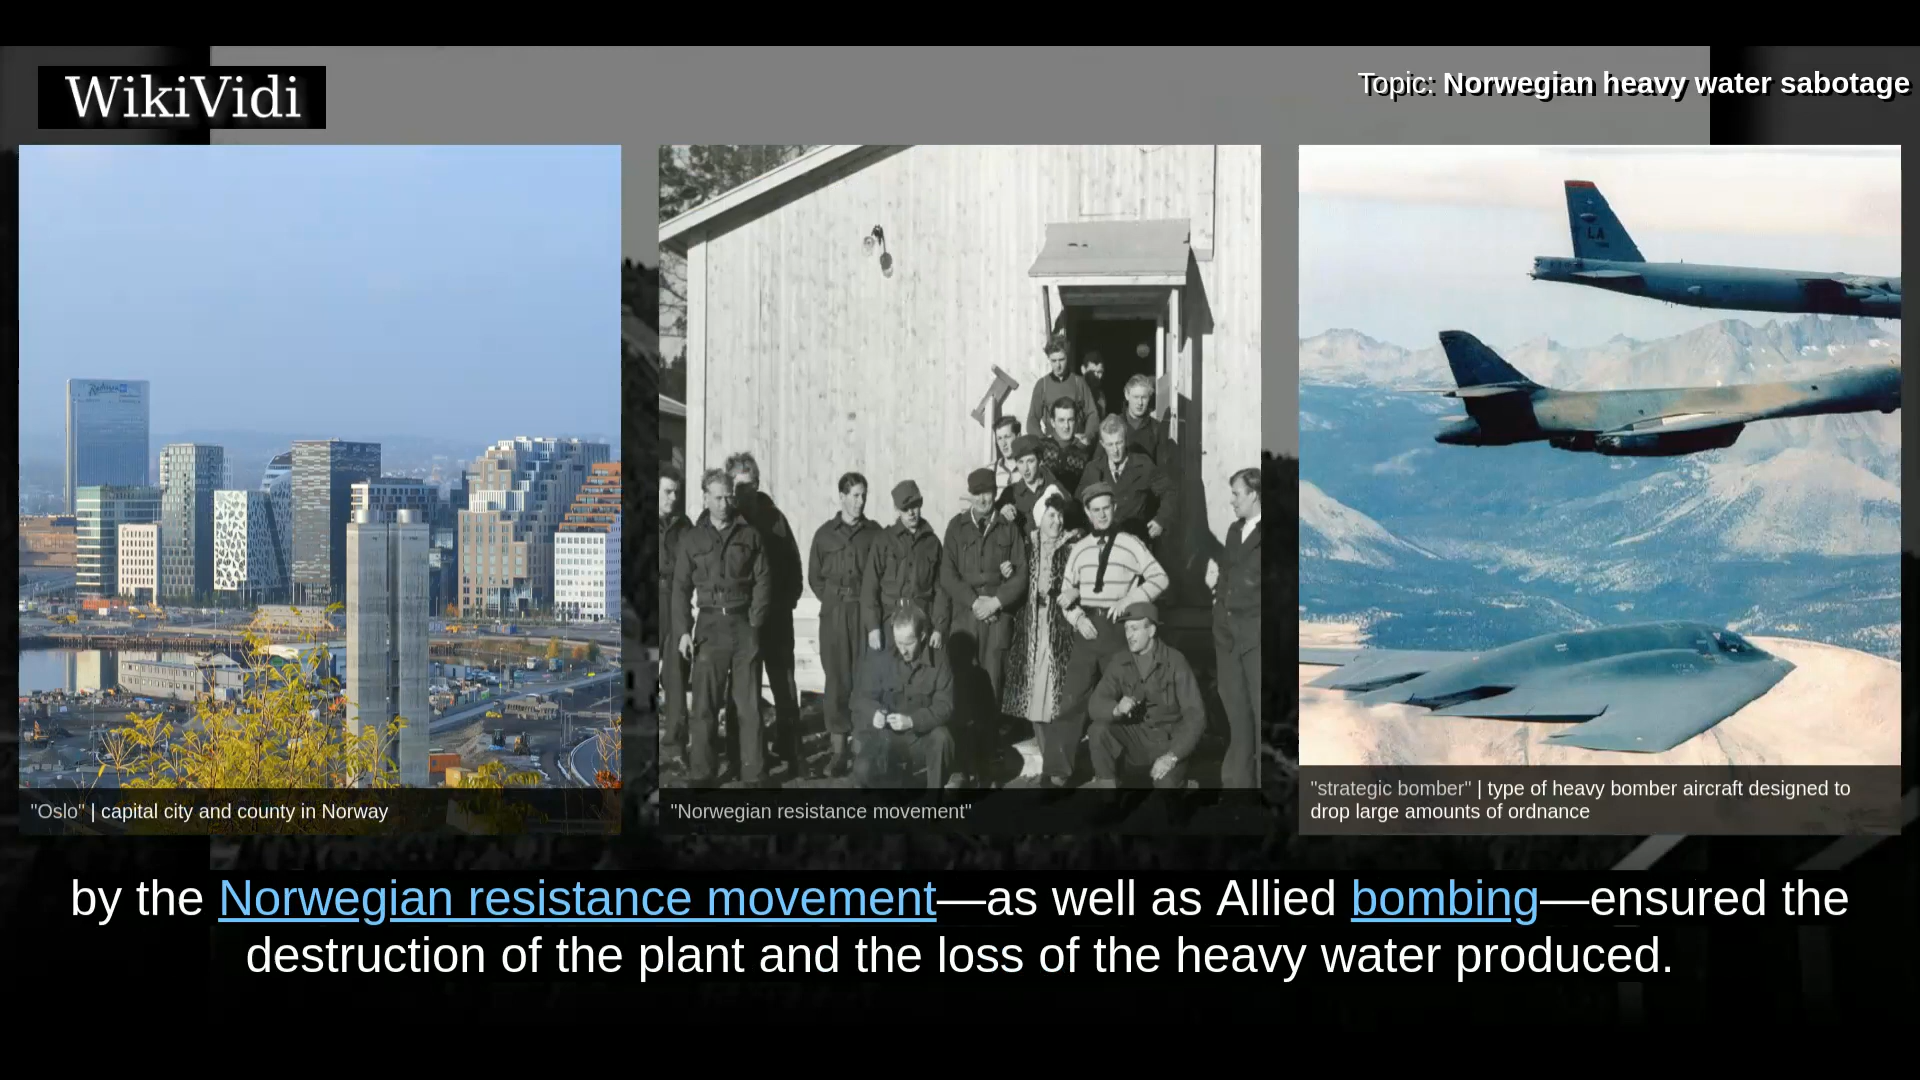 WikiVidi
Topic: Norwegian heavy water sabotage
Radisson
LA
"Oslo" | capital city and county in Norway
"Norwegian resistance movement"
"strategic bomber" | type of heavy bomber aircraft designed to
drop large amounts of ordnance
by the Norwegian resistance movement—as well as Allied bombing—ensured the
destruction of the plant and the loss of the heavy water produced.